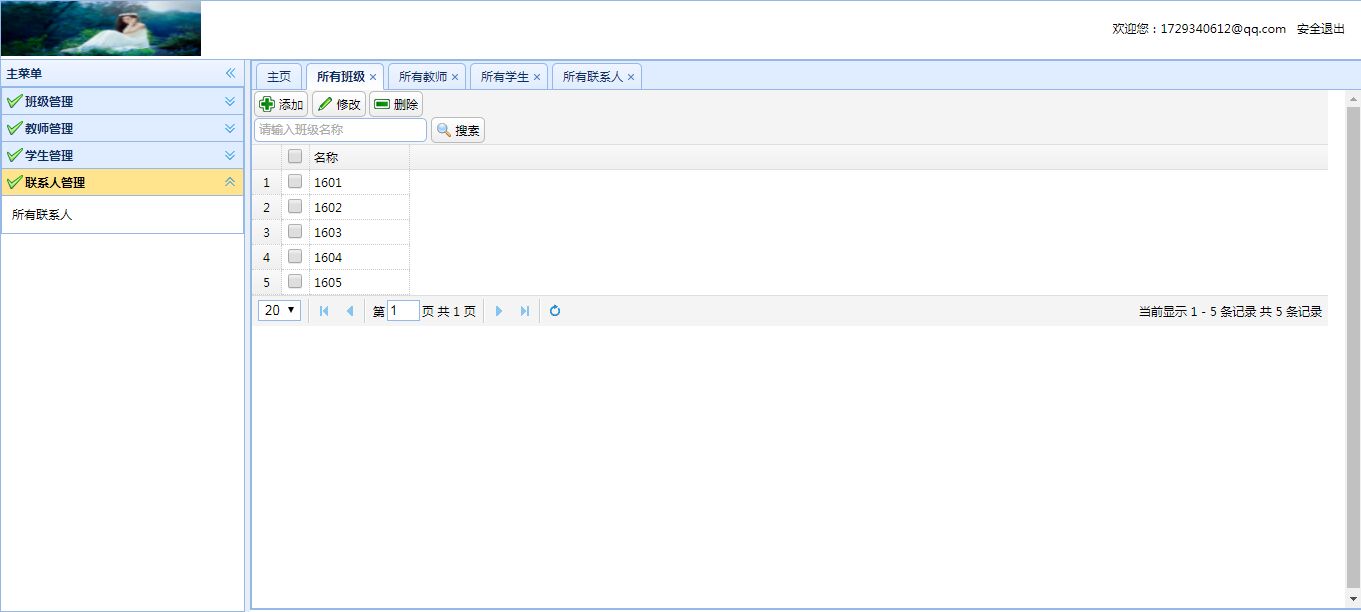 欢迎您：1729340612@qq.com 安全退出
主菜单
班级管理
教师管理
学生管理
联系人管理
所有联系人
主页 所有班级 所有教师 所有学生 所有联系人
添加 修改 删除
请输入班级名称 搜索
名称
1 1601
2 1602
3 1603
4 1604
5 1605
20 第 1 页 共 1 页 当前显示 1 - 5 条记录 共 5 条记录